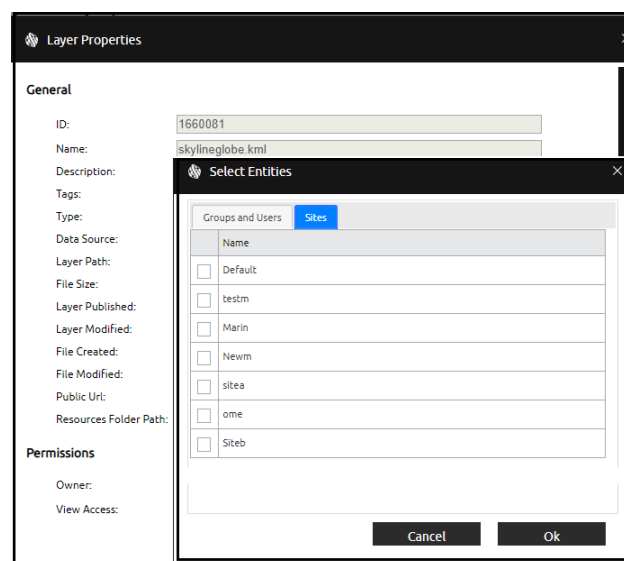 Layer Properties
General
ID:
1660081
Name:
skylineglobe.kml
Description:
Tags:
Type:
Data Source:
Layer Path:
File Size:
Layer Published:
Layer Modified:
File Created:
File Modified:
Public Url:
Resources Folder Path:
Permissions
Owner:
View Access:
Select Entities
Groups and Users
Sites
Name
Default
testm
Marin
Newm
sitea
ome
Siteb
Cancel
Ok